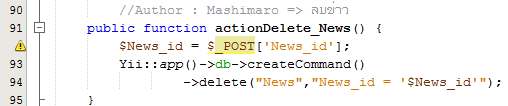 90 //Author : Mashimaro => ลบข่าว
91 public function actionDelete_News() {
$News_id = $_POST['News_id'];
93 Yii::app()->db->createCommand()
94 ->delete("News","News_id = '$News_id'");
95 }